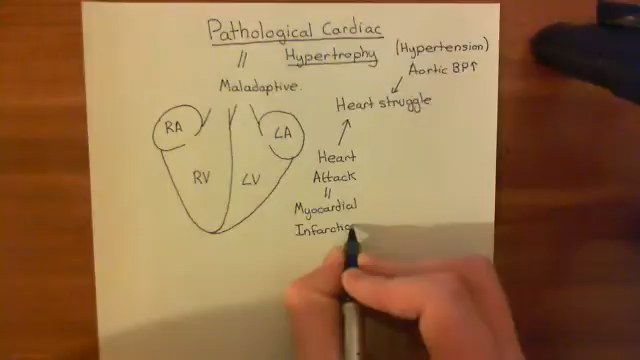 Pathological Cardiac
Hypertrophy
(Hypertension)
=
Aortic BP↑
Maladaptive.
Heart struggle
RA
LA
Heart
RV
LV
Attack
=
Myocardial